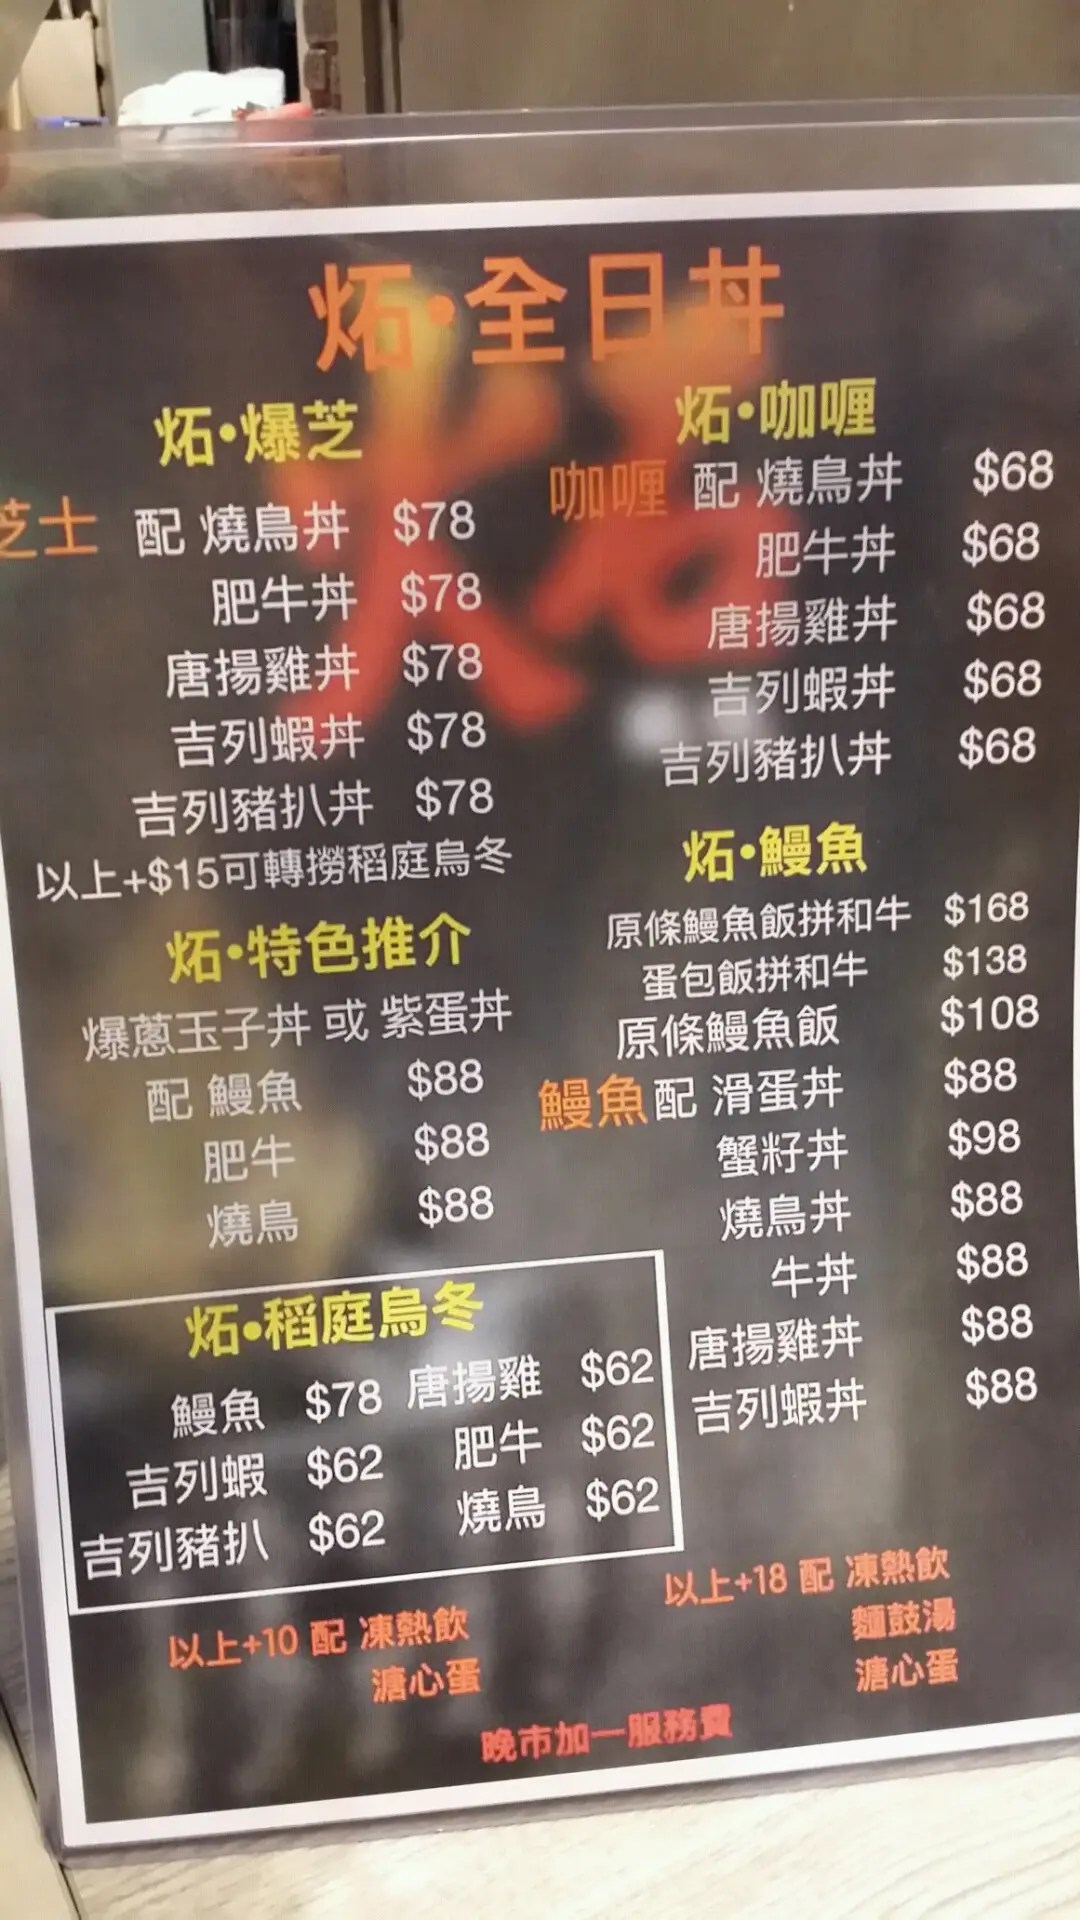 炻•全日丼
炻•爆芝
芝士 配 燒鳥丼 $78
肥牛丼 $78
唐揚雞丼 $78
吉列蝦丼 $78
吉列豬扒丼 $78
以上+$15可轉撈稻庭烏冬
炻•特色推介
爆蔥玉子丼 或 紫蛋丼
配 鰻魚 $88
肥牛 $88
燒鳥 $88
炻•稻庭烏冬
鰻魚 $78 唐揚雞 $62
吉列蝦 $62 肥牛 $62
吉列豬扒 $62 燒鳥 $62
以上+10 配 凍熱飲
溏心蛋
炻•咖喱
咖喱 配 燒鳥丼 $68
肥牛丼 $68
唐揚雞丼 $68
吉列蝦丼 $68
吉列豬扒丼 $68
炻•鰻魚
原條鰻魚飯拼和牛 $168
蛋包飯拼和牛 $138
原條鰻魚飯 $108
鰻魚配 滑蛋丼 $88
蟹籽丼 $98
燒鳥丼 $88
牛丼 $88
唐揚雞丼 $88
吉列蝦丼 $88
以上+18 配 凍熱飲
麵鼓湯
溏心蛋
晚市加一服務費